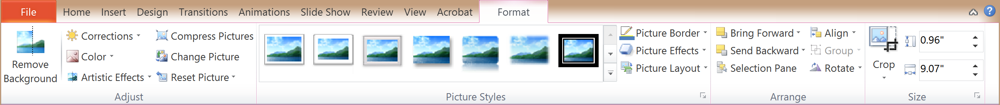 File Home Insert Design Transitions Animations Slide Show Review View Acrobat Format
Remove
Background
Corrections
Color
Artistic Effects
Compress Pictures
Change Picture
Reset Picture
Adjust
Picture Border
Picture Effects
Picture Layout
Picture Styles
Bring Forward
Send Backward
Selection Pane
Align
Group
Rotate
Arrange
Crop
0.96"
9.07"
Size